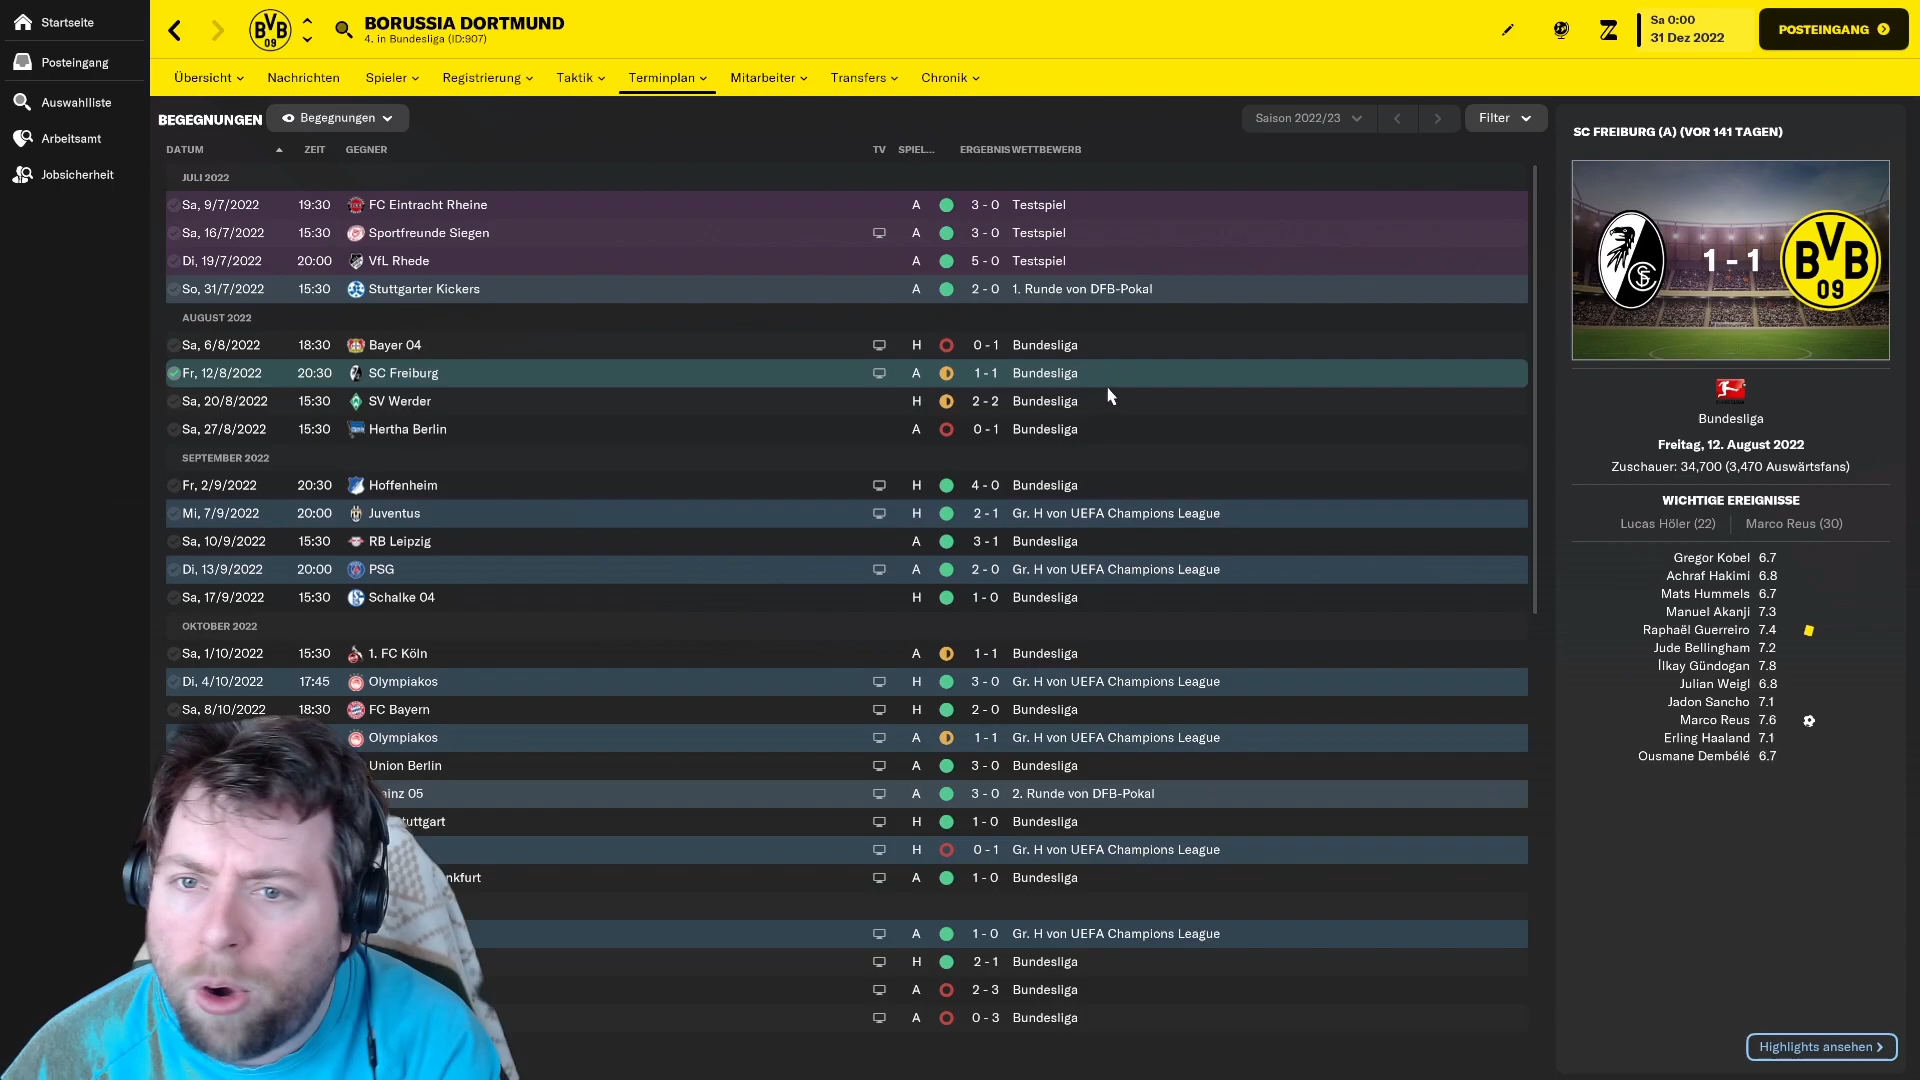 Startseite
Posteingang
Auswahlliste
Arbeitsamt
Jobsicherheit
BORUSSIA DORTMUND
4. in Bundesliga (ID:907)
Sa 0:00
31 Dez 2022
POSTEINGANG
Übersicht Nachrichten Spieler Registrierung Taktik Terminplan Mitarbeiter Transfers Chronik
BEGEGNUNGEN Begegnungen Saison 2022/23 Filter
DATUM ZEIT GEGNER TV SPIEL... ERGEBNIS WETTBEWERB
JULI 2022
Sa, 9/7/2022 19:30 FC Eintracht Rheine A 3 - 0 Testspiel
Sa, 16/7/2022 15:30 Sportfreunde Siegen A 3 - 0 Testspiel
Di, 19/7/2022 20:00 VfL Rhede A 5 - 0 Testspiel
So, 31/7/2022 15:30 Stuttgarter Kickers A 2 - 0 1. Runde von DFB-Pokal
AUGUST 2022
Sa, 6/8/2022 18:30 Bayer 04 H 0 - 1 Bundesliga
Fr, 12/8/2022 20:30 SC Freiburg A 1 - 1 Bundesliga
Sa, 20/8/2022 15:30 SV Werder H 2 - 2 Bundesliga
Sa, 27/8/2022 15:30 Hertha Berlin A 0 - 1 Bundesliga
SEPTEMBER 2022
Fr, 2/9/2022 20:30 Hoffenheim H 4 - 0 Bundesliga
Mi, 7/9/2022 20:00 Juventus H 2 - 1 Gr. H von UEFA Champions League
Sa, 10/9/2022 15:30 RB Leipzig A 3 - 1 Bundesliga
Di, 13/9/2022 20:00 PSG A 2 - 0 Gr. H von UEFA Champions League
Sa, 17/9/2022 15:30 Schalke 04 H 1 - 0 Bundesliga
OKTOBER 2022
Sa, 1/10/2022 15:30 1. FC Köln A 1 - 1 Bundesliga
Di, 4/10/2022 17:45 Olympiakos H 3 - 0 Gr. H von UEFA Champions League
Sa, 8/10/2022 18:30 FC Bayern H 2 - 0 Bundesliga
Olympiakos A 1 - 1 Gr. H von UEFA Champions League
Union Berlin A 3 - 0 Bundesliga
ainz 05 A 3 - 0 2. Runde von DFB-Pokal
tuttgart H 1 - 0 Bundesliga
H 0 - 1 Gr. H von UEFA Champions League
nkfurt A 1 - 0 Bundesliga
A 1 - 0 Gr. H von UEFA Champions League
H 2 - 1 Bundesliga
A 2 - 3 Bundesliga
A 0 - 3 Bundesliga
SC FREIBURG (A) (VOR 141 TAGEN)
1 - 1
BVB
09
Bundesliga
Freitag, 12. August 2022
Zuschauer: 34,700 (3,470 Auswärtsfans)
WICHTIGE EREIGNISSE
Lucas Höler (22) Marco Reus (30)
Gregor Kobel 6.7
Achraf Hakimi 6.8
Mats Hummels 6.7
Manuel Akanji 7.3
Raphaël Guerreiro 7.4
Jude Bellingham 7.2
İlkay Gündogan 7.8
Julian Weigl 6.8
Jadon Sancho 7.1
Marco Reus 7.6
Erling Haaland 7.1
Ousmane Dembélé 6.7
Highlights ansehen